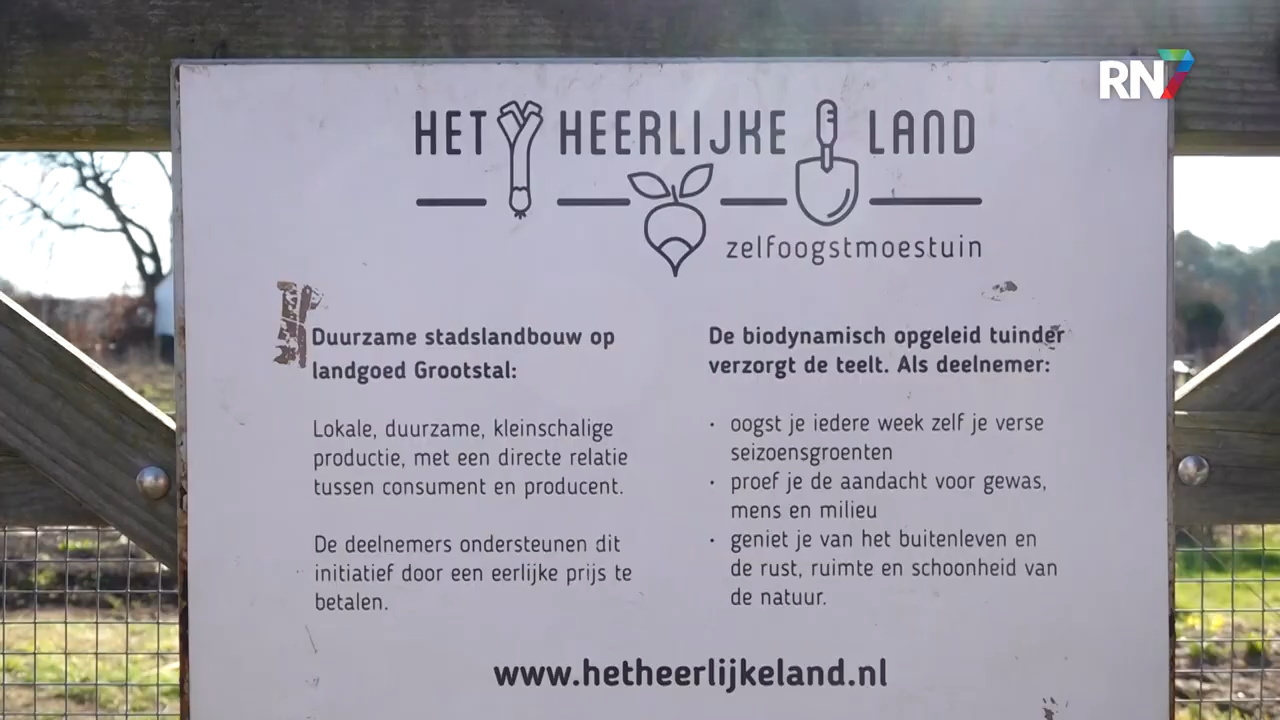 RN7
HET HEERLIJKE LAND
zelfoogstmoestuin
Duurzame stadslandbouw op
landgoed Grootstal:
Lokale, duurzame, kleinschalige
productie, met een directe relatie
tussen consument en producent.
De deelnemers ondersteunen dit
initiatief door een eerlijke prijs te
betalen.
De biodynamisch opgeleid tuinder
verzorgt de teelt. Als deelnemer:
· oogst je iedere week zelf je verse
seizoensgroenten
· proef je de aandacht voor gewas,
mens en milieu
· geniet je van het buitenleven en
de rust, ruimte en schoonheid van
de natuur.
www.hetheerlijkeland.nl